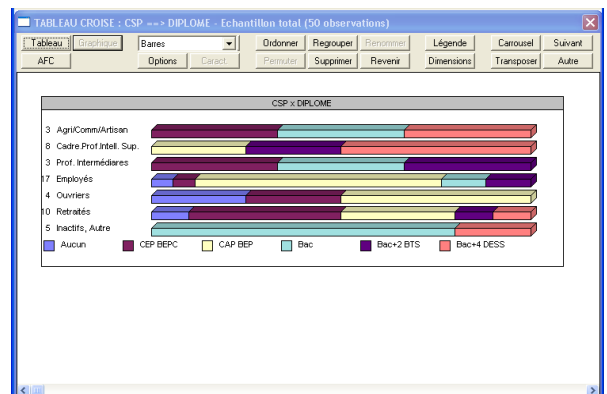 TABLEAU CROISE : CSP ==> DIPLOME - Echantillon total (50 observations)
Tableau Graphique Barres Ordonner Regrouper Renommer Légende Carrousel Suivant
AFC Options Caract. Permuter Supprimer Revenir Dimensions Transposer Autre
CSP x DIPLOME
3 Agri/Comm/Artisan
8 Cadre.Prof.Intell. Sup.
3 Prof. Intermédiares
17 Employés
4 Ouvriers
10 Retraités
5 Inactifs, Autre
Aucun CEP BEPC CAP BEP Bac Bac+2 BTS Bac+4 DESS